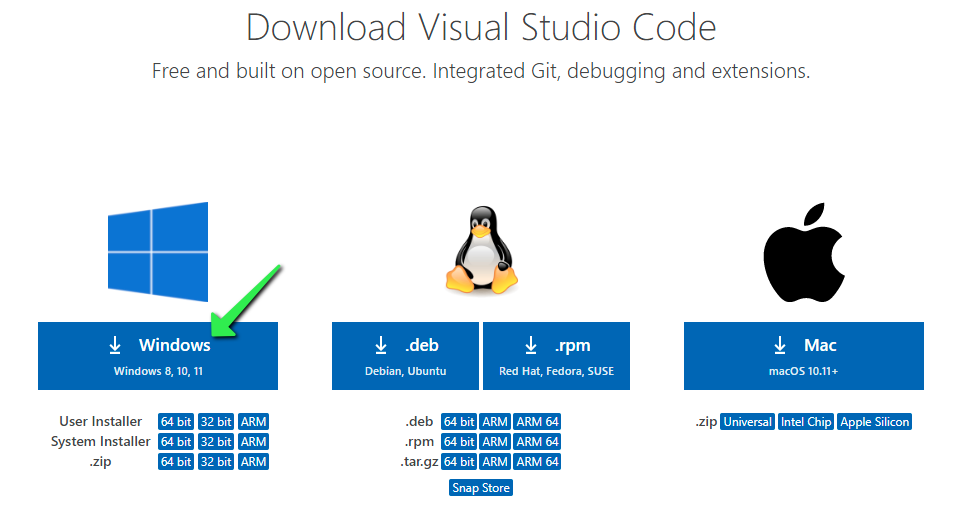 Download Visual Studio Code
Free and built on open source. Integrated Git, debugging and extensions.
Windows
Windows 8, 10, 11
.deb
Debian, Ubuntu
.rpm
Red Hat, Fedora, SUSE
Mac
macOS 10.11+
User Installer 64 bit 32 bit ARM
System Installer 64 bit 32 bit ARM
.zip 64 bit 32 bit ARM
.deb 64 bit ARM ARM 64
.rpm 64 bit ARM ARM 64
.tar.gz 64 bit ARM ARM 64
Snap Store
.zip Universal Intel Chip Apple Silicon